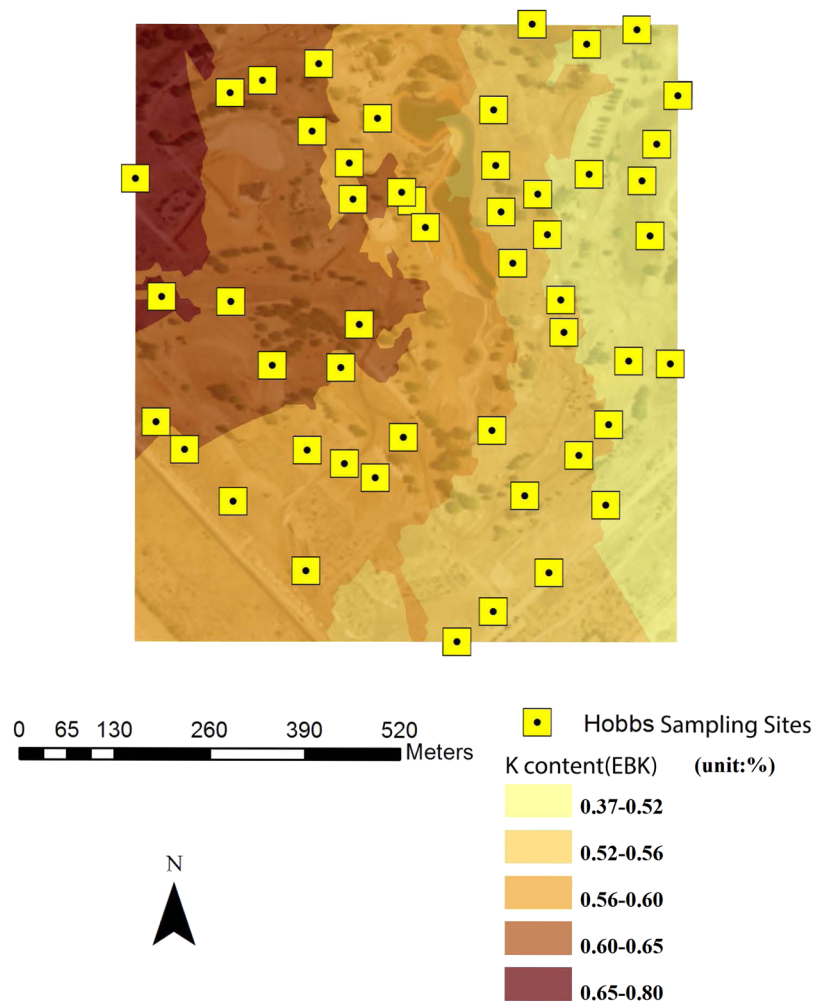 0 65 130 260 390 520
Meters
N
Hobbs Sampling Sites
K content(EBK) (unit:%)
0.37-0.52
0.52-0.56
0.56-0.60
0.60-0.65
0.65-0.80